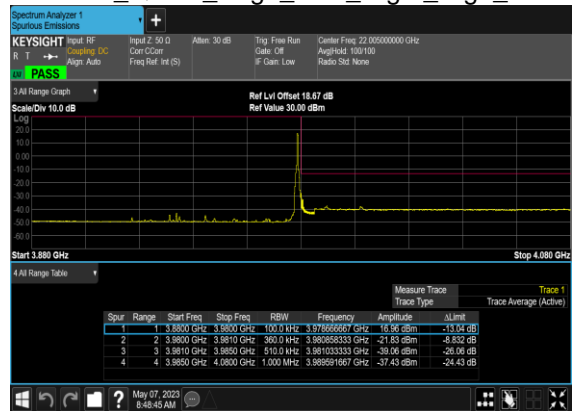 Spectrum Analyzer 1
Spurious Emissions
KEYSIGHT Input: RF Input Z: 50 Ω Atten: 30 dB Trig: Free Run Center Freq: 22.005000000 GHz
R T Coupling: DC Corr CCorr Gate: Off Avg|Hold: 100/100
Align: Auto Freq Ref: Int (S) IF Gain: Low Radio Std: None
PASS
3 All Range Graph
Ref Lvl Offset 18.67 dB
Scale/Div 10.0 dB Ref Value 30.00 dBm
Log
20.0
10.0
0.00
-10.0
-20.0
-30.0
-40.0
-50.0
-60.0
Start 3.880 GHz Stop 4.080 GHz
4 All Range Table
Measure Trace Trace 1
Trace Type Trace Average (Active)
Spur Range Start Freq Stop Freq RBW Frequency Amplitude ΔLimit
1 1 3.8800 GHz 3.9800 GHz 100.0 kHz 3.978666667 GHz 16.96 dBm -13.04 dB
2 2 3.9800 GHz 3.9810 GHz 360.0 kHz 3.980858333 GHz -21.83 dBm -8.832 dB
3 3 3.9810 GHz 3.9850 GHz 510.0 kHz 3.981033333 GHz -39.06 dBm -26.06 dB
4 4 3.9850 GHz 4.0800 GHz 1.000 MHz 3.989591667 GHz -37.43 dBm -24.43 dB
May 07, 2023
8:48:45 AM